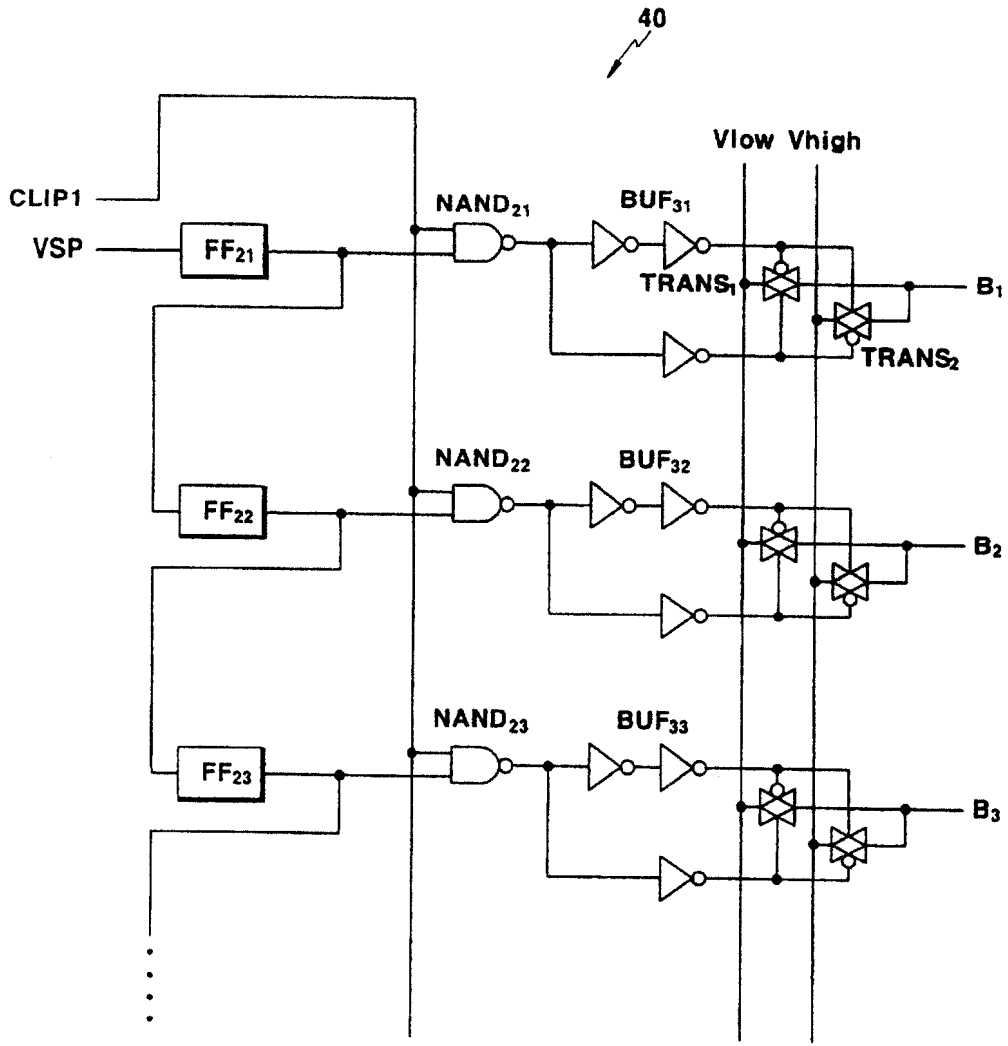 40
Vlow Vhigh
CLIP1
NAND₂₁
BUF₃₁
VSP
FF₂₁
TRANS₁
B₁
TRANS₂
NAND₂₂
BUF₃₂
FF₂₂
B₂
NAND₂₃
BUF₃₃
FF₂₃
B₃